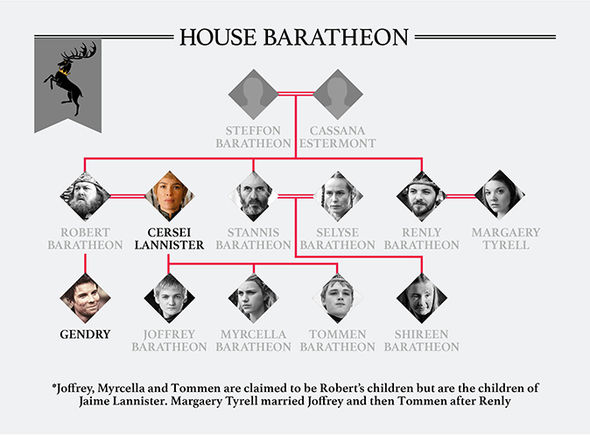 HOUSE BARATHEON
STEFFON BARATHEON
CASSANA ESTERMONT
ROBERT BARATHEON
CERSEI LANNISTER
STANNIS BARATHEON
SELYSE BARATHEON
RENLY BARATHEON
MARGAERY TYRELL
GENDRY
JOFFREY BARATHEON
MYRCELLA BARATHEON
TOMMEN BARATHEON
SHIREEN BARATHEON
*Joffrey, Myrcella and Tommen are claimed to be Robert's children but are the children of
Jaime Lannister. Margaery Tyrell married Joffrey and then Tommen after Renly